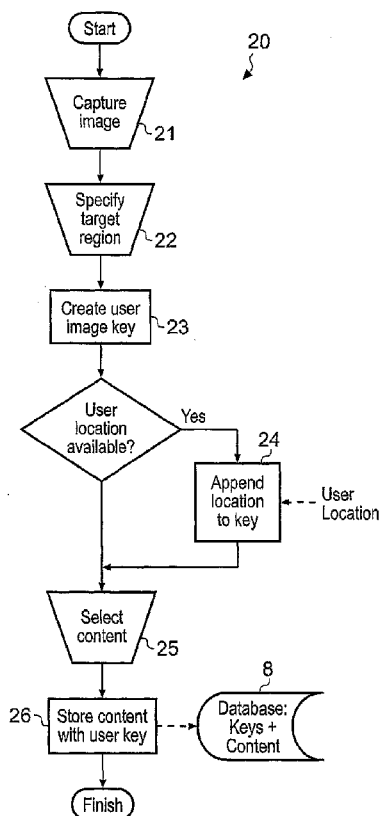 Start
20
Capture
image
21
Specify
target
region
22
Create user
image key
23
User
location
available?
Yes
24
Append
location
to key
User
Location
Select
content
25
26
Store content
with user key
8
Database:
Keys +
Content
Finish